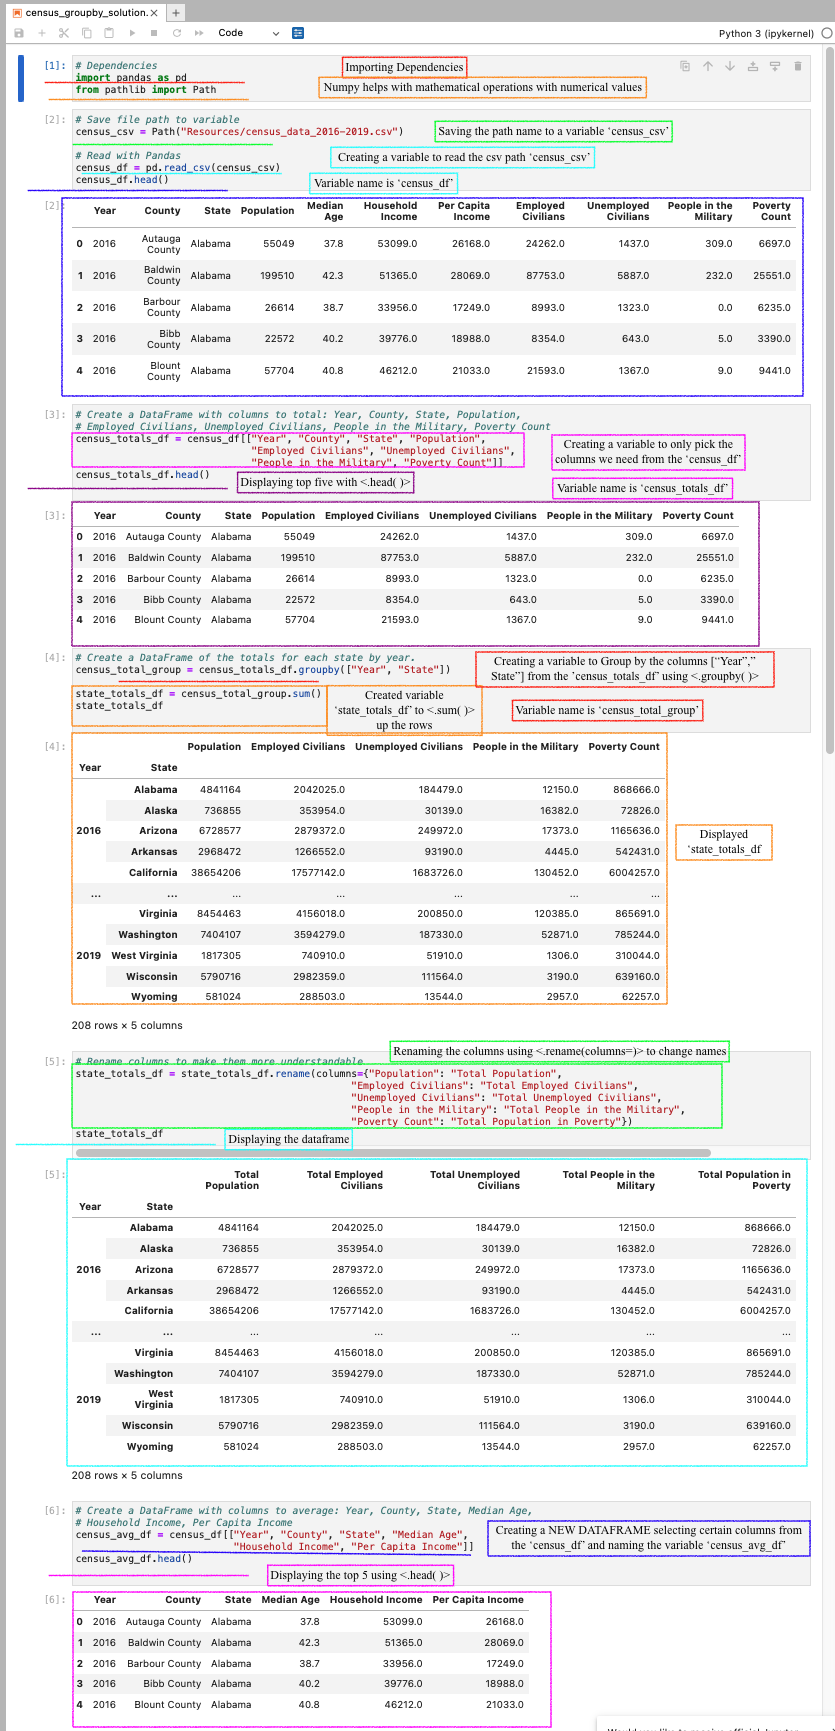 census_groupby_solution.
Code
Python 3 (ipykernel)
[1]:
# Dependencies
import pandas as pd
from pathlib import Path
Importing Dependencies
Numpy helps with mathematical operations with numerical values
[2]:
# Save file path to variable
census_csv = Path("Resources/census_data_2016-2019.csv")
Saving the path name to a variable ‘census_csv’
# Read with Pandas
census_df = pd.read_csv(census_csv)
census_df.head()
Creating a variable to read the csv path ‘census_csv’
Variable name is ‘census_df’
[2]
Year County State Population Median Age Household Income Per Capita Income Employed Civilians Unemployed Civilians People in the Military Poverty Count
0 2016 Autauga County Alabama 55049 37.8 53099.0 26168.0 24262.0 1437.0 309.0 6697.0
1 2016 Baldwin County Alabama 199510 42.3 51365.0 28069.0 87753.0 5887.0 232.0 25551.0
2 2016 Barbour County Alabama 26614 38.7 33956.0 17249.0 8993.0 1323.0 0.0 6235.0
3 2016 Bibb County Alabama 22572 40.2 39776.0 18988.0 8354.0 643.0 5.0 3390.0
4 2016 Blount County Alabama 57704 40.8 46212.0 21033.0 21593.0 1367.0 9.0 9441.0
[3]:
# Create a DataFrame with columns to total: Year, County, State, Population,
# Employed Civilians, Unemployed Civilians, People in the Military, Poverty Count
census_totals_df = census_df[["Year", "County", "State", "Population",
"Employed Civilians", "Unemployed Civilians",
"People in the Military", "Poverty Count"]]
census_totals_df.head()
Creating a variable to only pick the
columns we need from the ‘census_df’
Displaying top five with <.head( )>
Variable name is ‘census_totals_df’
[3]:
Year County State Population Employed Civilians Unemployed Civilians People in the Military Poverty Count
0 2016 Autauga County Alabama 55049 24262.0 1437.0 309.0 6697.0
1 2016 Baldwin County Alabama 199510 87753.0 5887.0 232.0 25551.0
2 2016 Barbour County Alabama 26614 8993.0 1323.0 0.0 6235.0
3 2016 Bibb County Alabama 22572 8354.0 643.0 5.0 3390.0
4 2016 Blount County Alabama 57704 21593.0 1367.0 9.0 9441.0
[4]:
# Create a DataFrame of the totals for each state by year.
census_total_group = census_totals_df.groupby(["Year", "State"])
Creating a variable to Group by the columns [“Year”,”
State”] from the ’census_totals_df’ using <.groupby( )>
state_totals_df = census_total_group.sum()
state_totals_df
Created variable
‘state_totals_df’ to <.sum( )>
up the rows
Variable name is ‘census_total_group’
[4]:
Population Employed Civilians Unemployed Civilians People in the Military Poverty Count
Year State
Alabama 4841164 2042025.0 184479.0 12150.0 868666.0
Alaska 736855 353954.0 30139.0 16382.0 72826.0
2016 Arizona 6728577 2879372.0 249972.0 17373.0 1165636.0
Arkansas 2968472 1266552.0 93190.0 4445.0 542431.0
California 38654206 17577142.0 1683726.0 130452.0 6004257.0
... ... ... ... ... ... ...
Virginia 8454463 4156018.0 200850.0 120385.0 865691.0
Washington 7404107 3594279.0 187330.0 52871.0 785244.0
2019 West Virginia 1817305 740910.0 51910.0 1306.0 310044.0
Wisconsin 5790716 2982359.0 111564.0 3190.0 639160.0
Wyoming 581024 288503.0 13544.0 2957.0 62257.0
Displayed
‘state_totals_df
208 rows × 5 columns
Renaming the columns using <.rename(columns=)> to change names
[5]:
# Rename columns to make them more understandable
state_totals_df = state_totals_df.rename(columns={"Population": "Total Population",
"Employed Civilians": "Total Employed Civilians",
"Unemployed Civilians": "Total Unemployed Civilians",
"People in the Military": "Total People in the Military",
"Poverty Count": "Total Population in Poverty"})
state_totals_df
Displaying the dataframe
[5]:
Total Population Total Employed Civilians Total Unemployed Civilians Total People in the Military Total Population in Poverty
Year State
Alabama 4841164 2042025.0 184479.0 12150.0 868666.0
Alaska 736855 353954.0 30139.0 16382.0 72826.0
2016 Arizona 6728577 2879372.0 249972.0 17373.0 1165636.0
Arkansas 2968472 1266552.0 93190.0 4445.0 542431.0
California 38654206 17577142.0 1683726.0 130452.0 6004257.0
... ... ... ... ... ... ...
Virginia 8454463 4156018.0 200850.0 120385.0 865691.0
Washington 7404107 3594279.0 187330.0 52871.0 785244.0
2019 West Virginia 1817305 740910.0 51910.0 1306.0 310044.0
Wisconsin 5790716 2982359.0 111564.0 3190.0 639160.0
Wyoming 581024 288503.0 13544.0 2957.0 62257.0
208 rows × 5 columns
[6]:
# Create a DataFrame with columns to average: Year, County, State, Median Age,
# Household Income, Per Capita Income
census_avg_df = census_df[["Year", "County", "State", "Median Age",
"Household Income", "Per Capita Income"]]
census_avg_df.head()
Creating a NEW DATAFRAME selecting certain columns from
the ‘census_df’ and naming the variable ‘census_avg_df’
Displaying the top 5 using <.head( )>
[6]:
Year County State Median Age Household Income Per Capita Income
0 2016 Autauga County Alabama 37.8 53099.0 26168.0
1 2016 Baldwin County Alabama 42.3 51365.0 28069.0
2 2016 Barbour County Alabama 38.7 33956.0 17249.0
3 2016 Bibb County Alabama 40.2 39776.0 18988.0
4 2016 Blount County Alabama 40.8 46212.0 21033.0